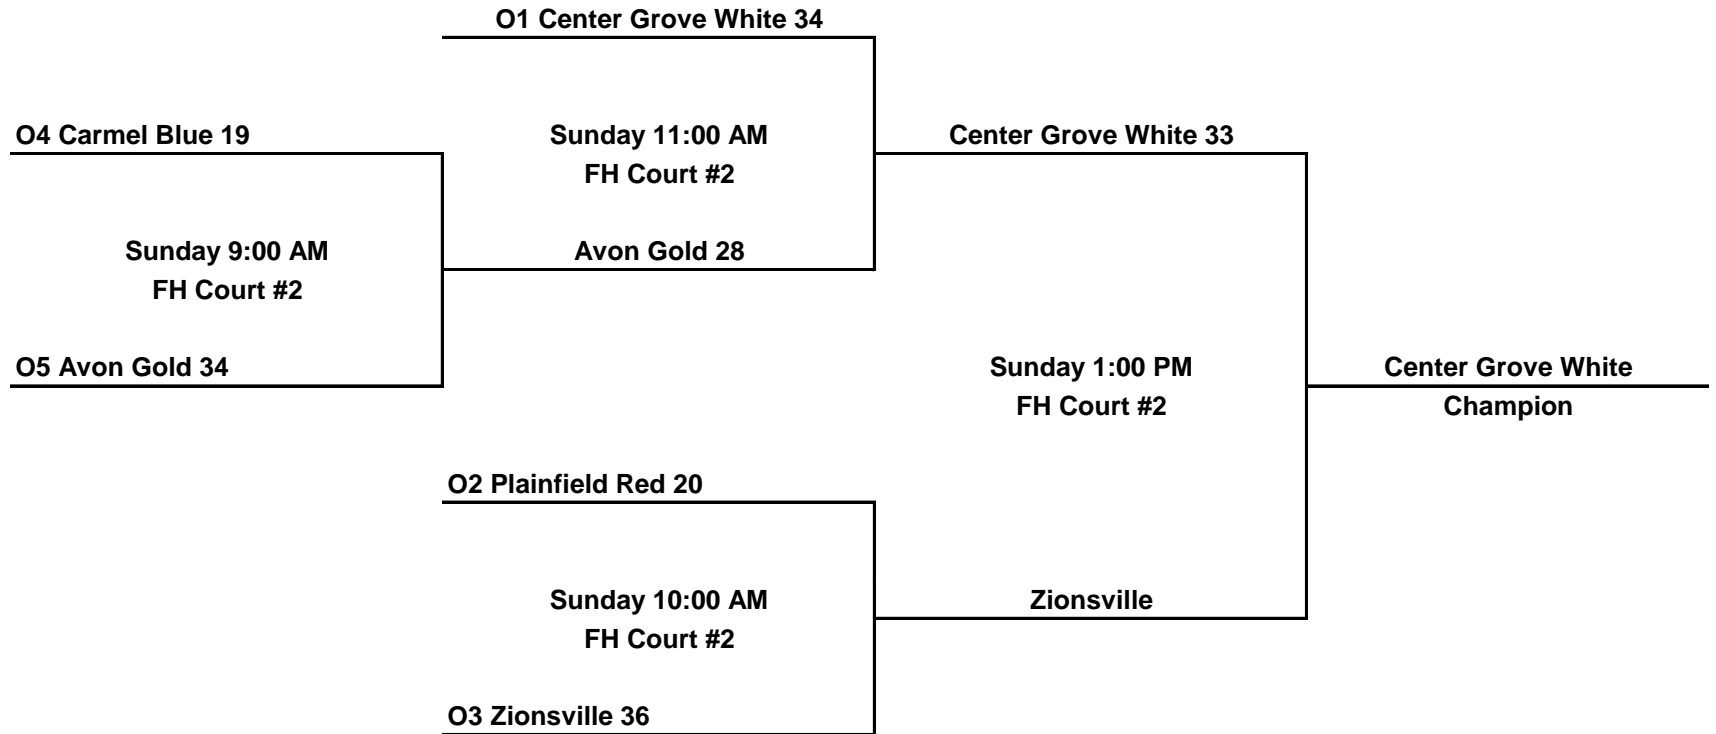 O1 Center Grove White 34
O4 Carmel Blue 19
Sunday 11:00 AM
FH Court #2
Center Grove White 33
Sunday 9:00 AM
FH Court #2
Avon Gold 28
O5 Avon Gold 34
Sunday 1:00 PM
FH Court #2
Center Grove White
Champion
O2 Plainfield Red 20
Sunday 10:00 AM
FH Court #2
Zionsville
O3 Zionsville 36